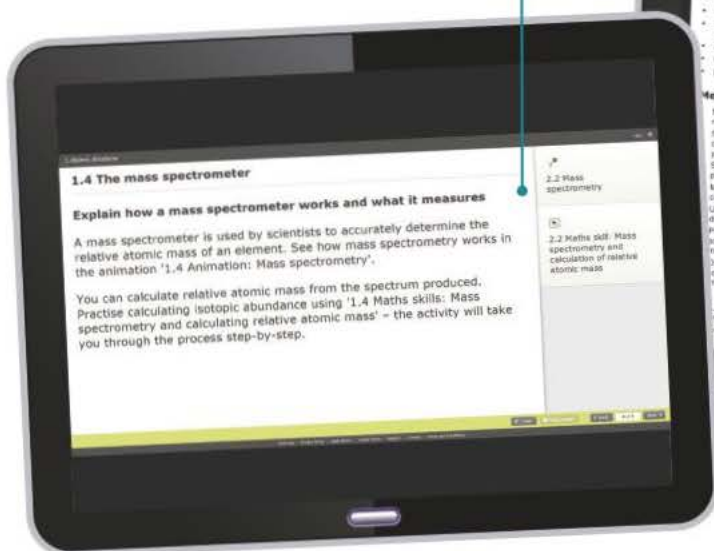 1.4 The mass spectrometer
Explain how a mass spectrometer works and what it measures
A mass spectrometer is used by scientists to accurately determine the
relative atomic mass of an element. See how mass spectrometry works in
the animation '1.4 Animation: Mass spectrometry'.
You can calculate relative atomic mass from the spectrum produced.
Practise calculating isotopic abundance using '1.4 Maths skills: Mass
spectrometry and calculating relative atomic mass' – the activity will take
you through the process step-by-step.
2.2 Mass
spectrometry
2.2 Maths skill: Mass
spectrometry and
calculation of relative
atomic mass